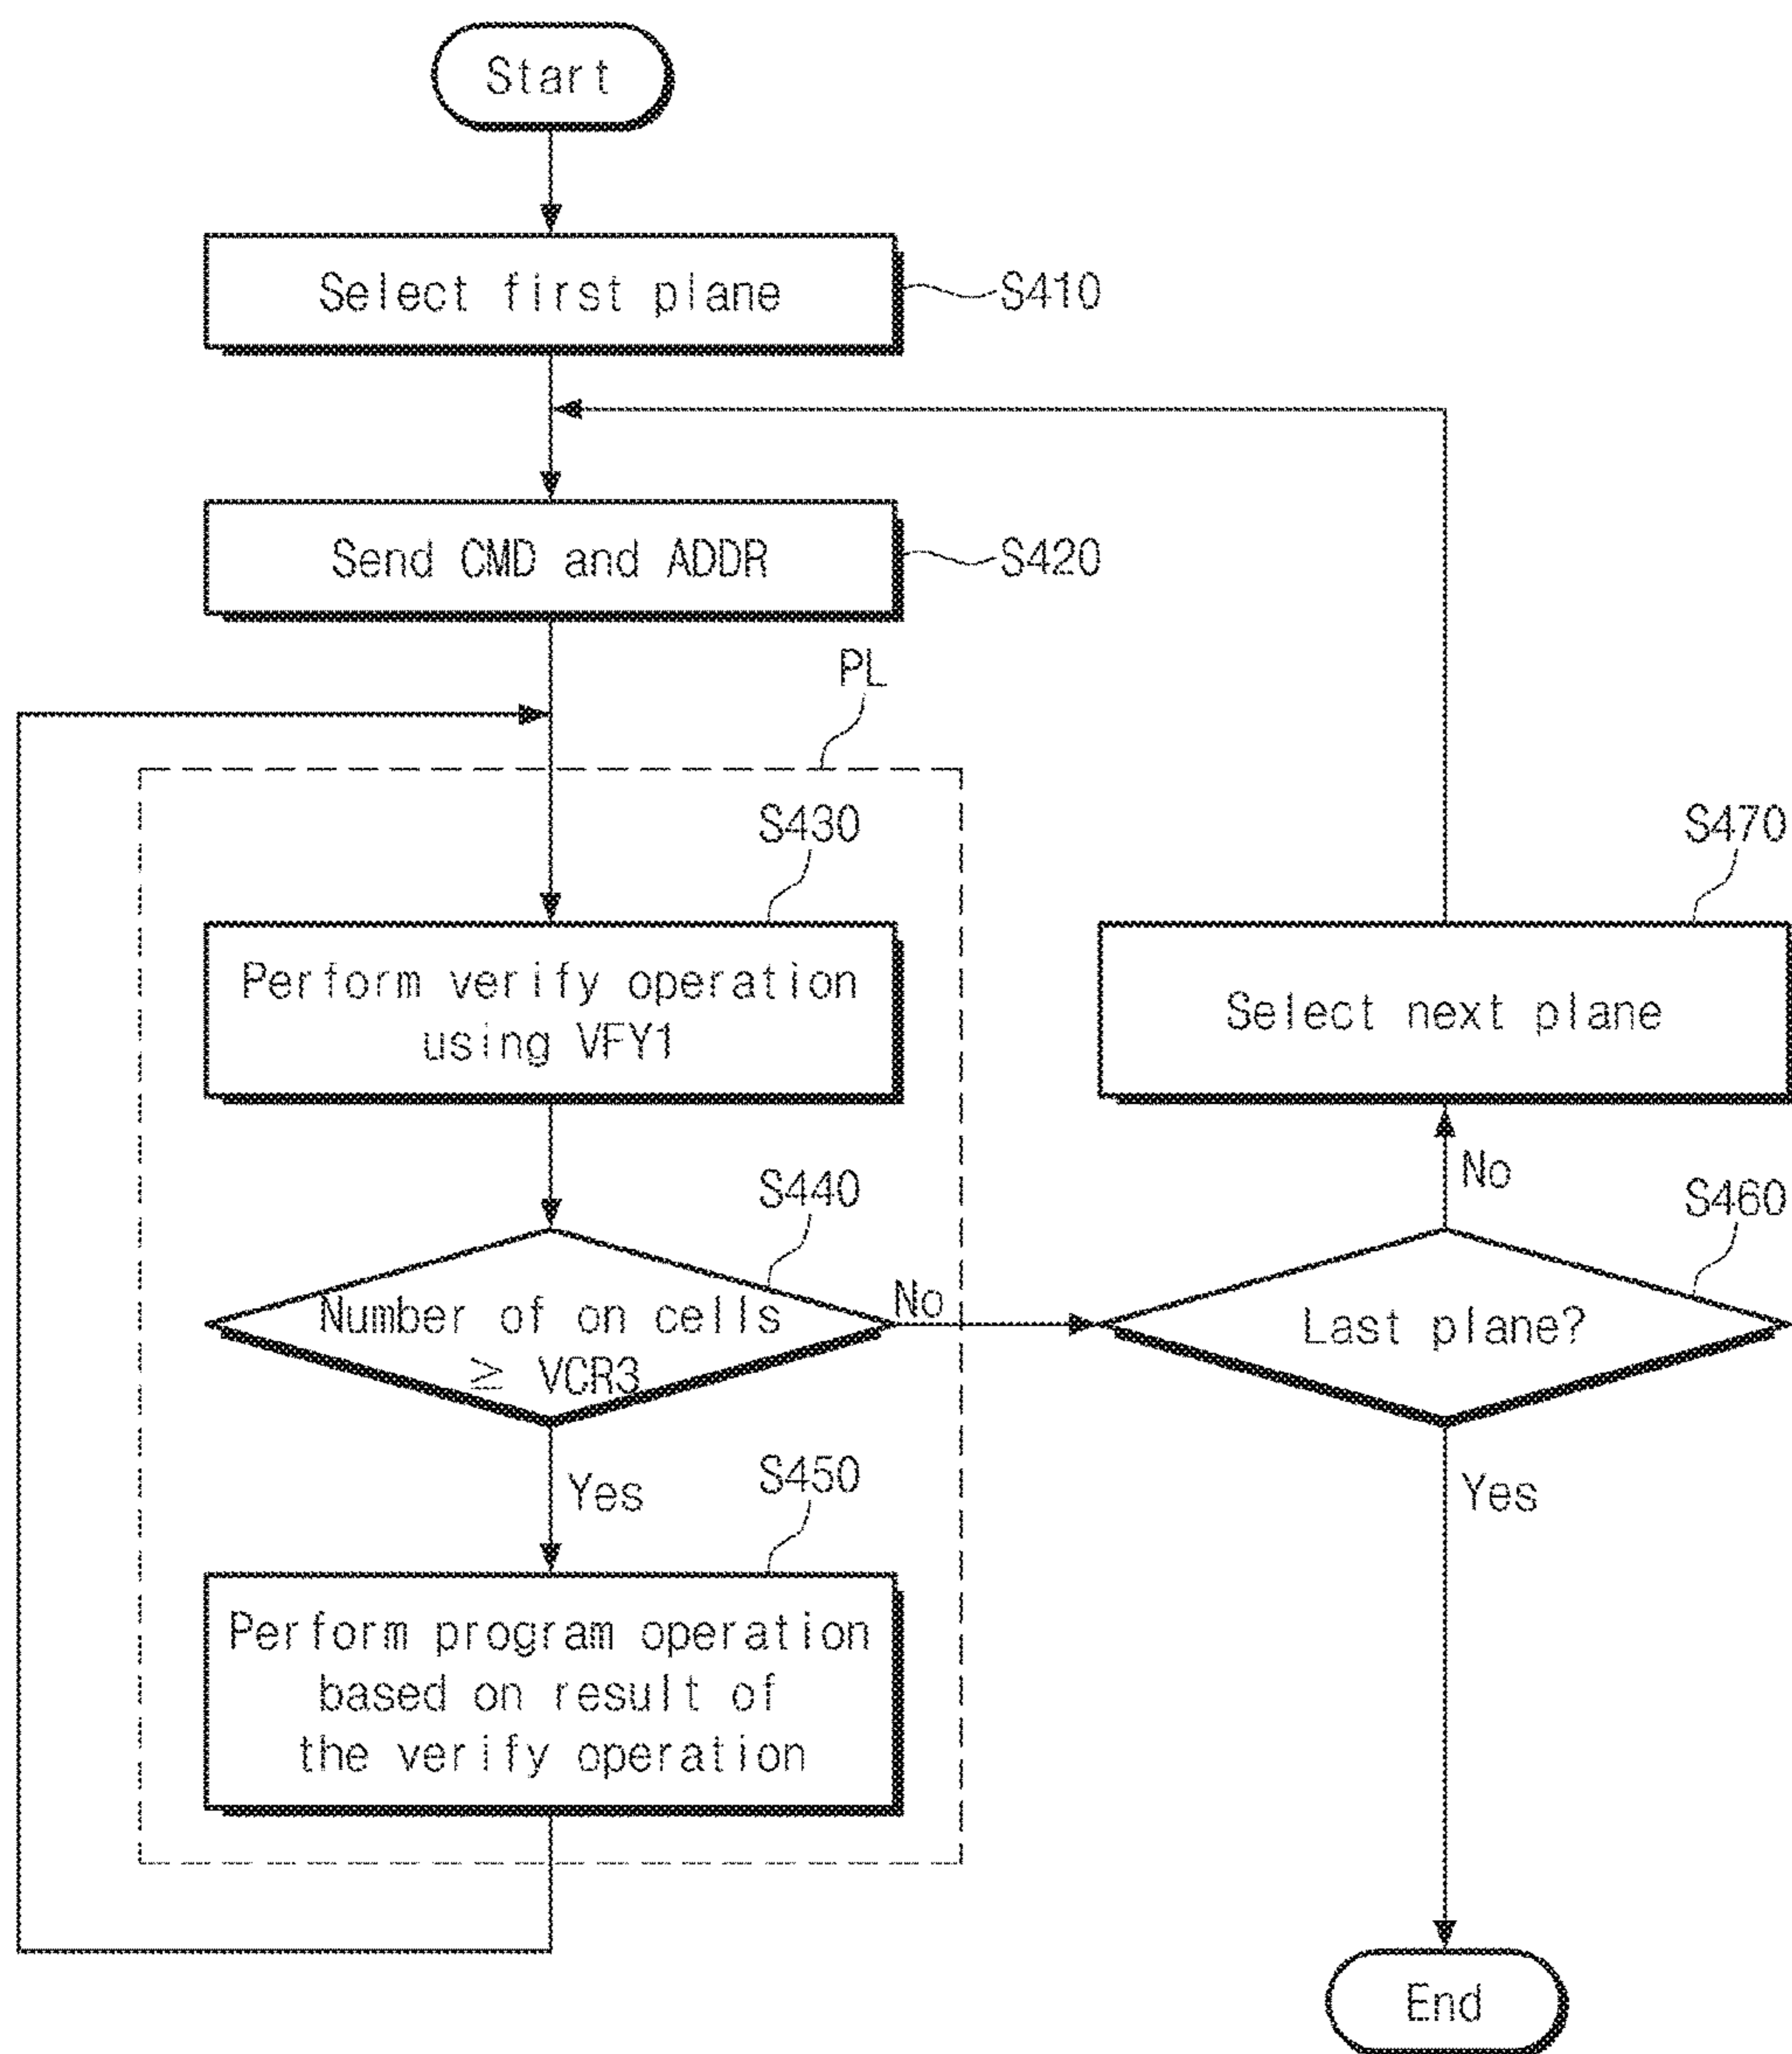 Start
Select first plane
S410
Send CMD and ADDR
S420
PL
S430
Perform verify operation
using VFY1
S440
Number of on cells
≥ VCR3
No
Yes
S450
Perform program operation
based on result of
the verify operation
S470
Select next plane
No
S460
Last plane?
Yes
End